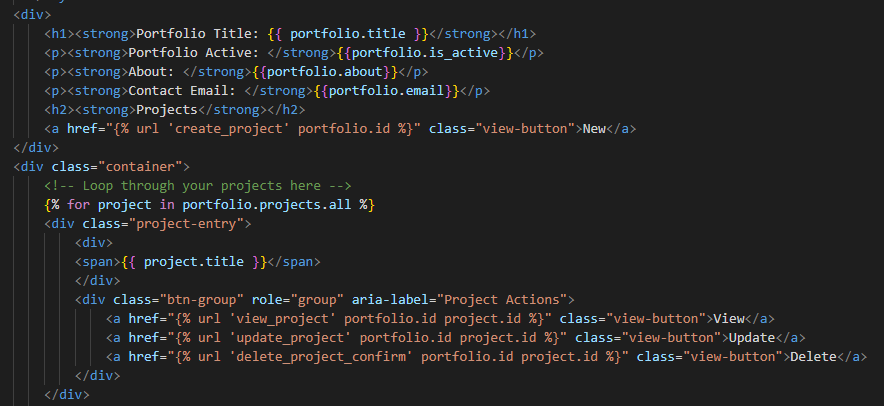 <div>
<h1><strong>Portfolio Title: {{ portfolio.title }}</strong></h1>
<p><strong>Portfolio Active: </strong>{{portfolio.is_active}}</p>
<p><strong>About: </strong>{{portfolio.about}}</p>
<p><strong>Contact Email: </strong>{{portfolio.email}}</p>
<h2><strong>Projects</strong></h2>
<a href="{% url 'create_project' portfolio.id %}" class="view-button">New</a>
</div>
<div class="container">
<!-- Loop through your projects here -->
{% for project in portfolio.projects.all %}
<div class="project-entry">
<div>
<span>{{ project.title }}</span>
</div>
<div class="btn-group" role="group" aria-label="Project Actions">
<a href="{% url 'view_project' portfolio.id project.id %}" class="view-button">View</a>
<a href="{% url 'update_project' portfolio.id project.id %}" class="view-button">Update</a>
<a href="{% url 'delete_project_confirm' portfolio.id project.id %}" class="view-button">Delete</a>
</div>
</div>